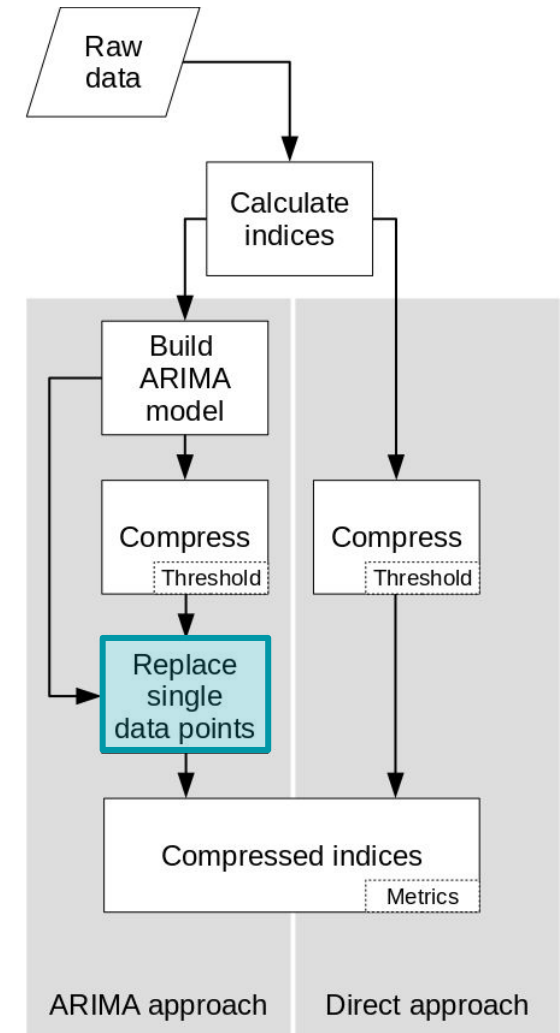 Raw
data
Calculate
indices
Build
ARIMA
model
Compress
Threshold
Compress
Threshold
Replace
single
data points
Compressed indices
Metrics
ARIMA approach
Direct approach